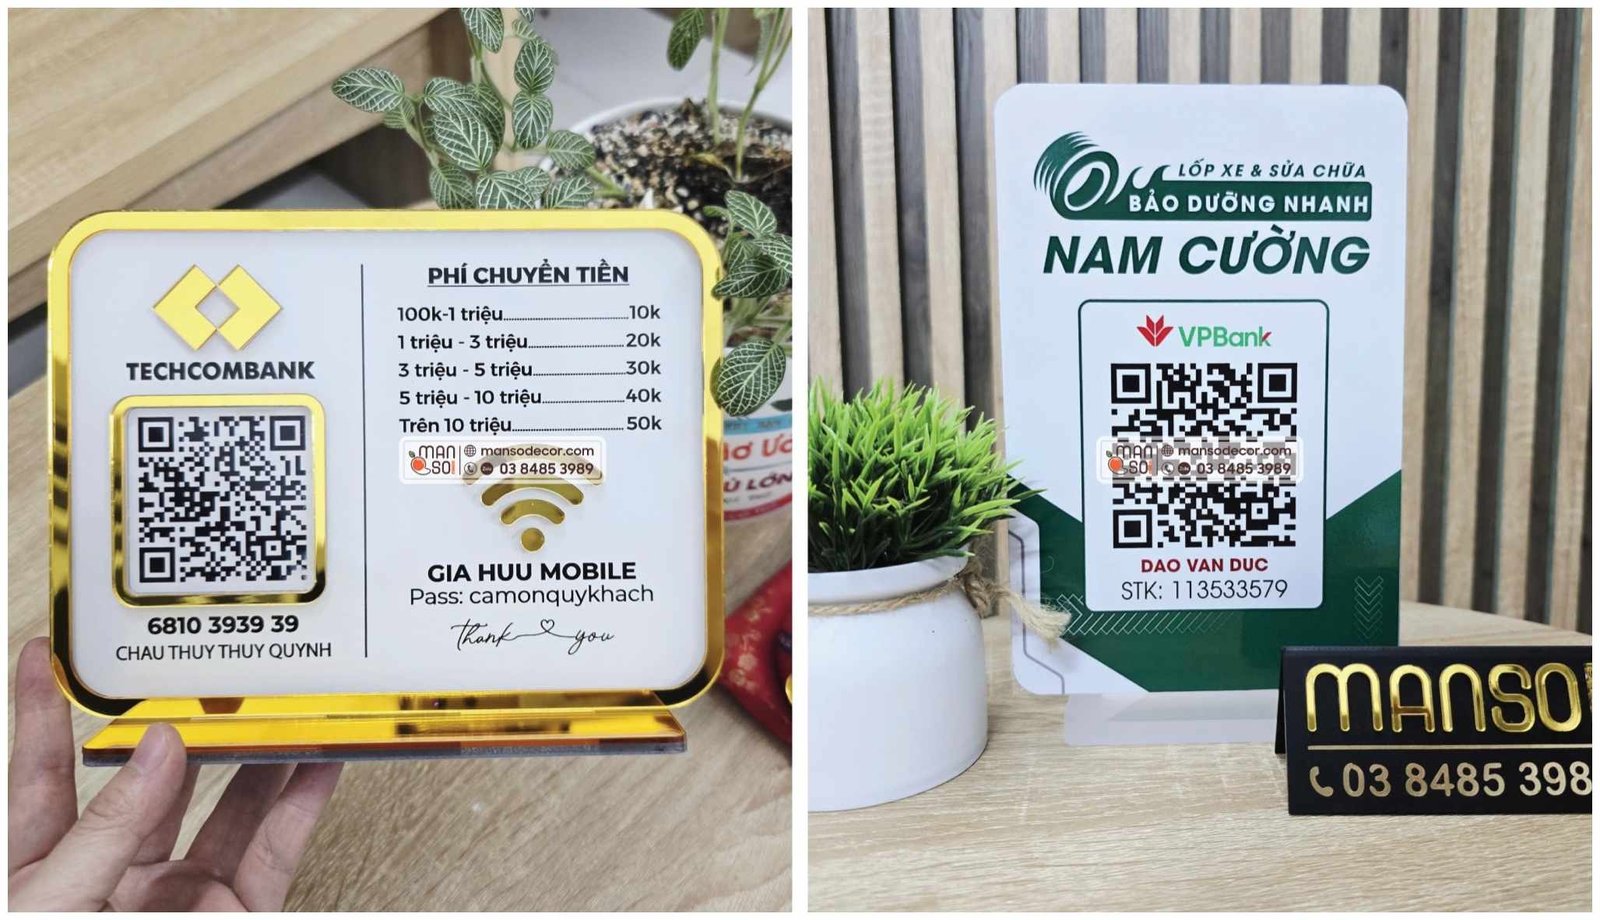 TECHCOMBANK
6810 3939 39
CHAU THUY THUY QUYNH
PHÍ CHUYỂN TIỀN
100k-1 triệu 10k
1 triệu - 3 triệu 20k
3 triệu - 5 triệu 30k
5 triệu - 10 triệu 40k
Trên 10 triệu 50k
MAN SO
mansodecor.com
03 8485 3989
GIA HUU MOBILE
Pass: camonquykhach
Thank you
LỐP XE & SỬA CHỮA
BẢO DƯỠNG NHANH
NAM CƯỜNG
VPBank
MAN SO
mansodecor.com
03 8485 3989
DAO VAN DUC
STK: 113533579
MANSO
03 8485 398